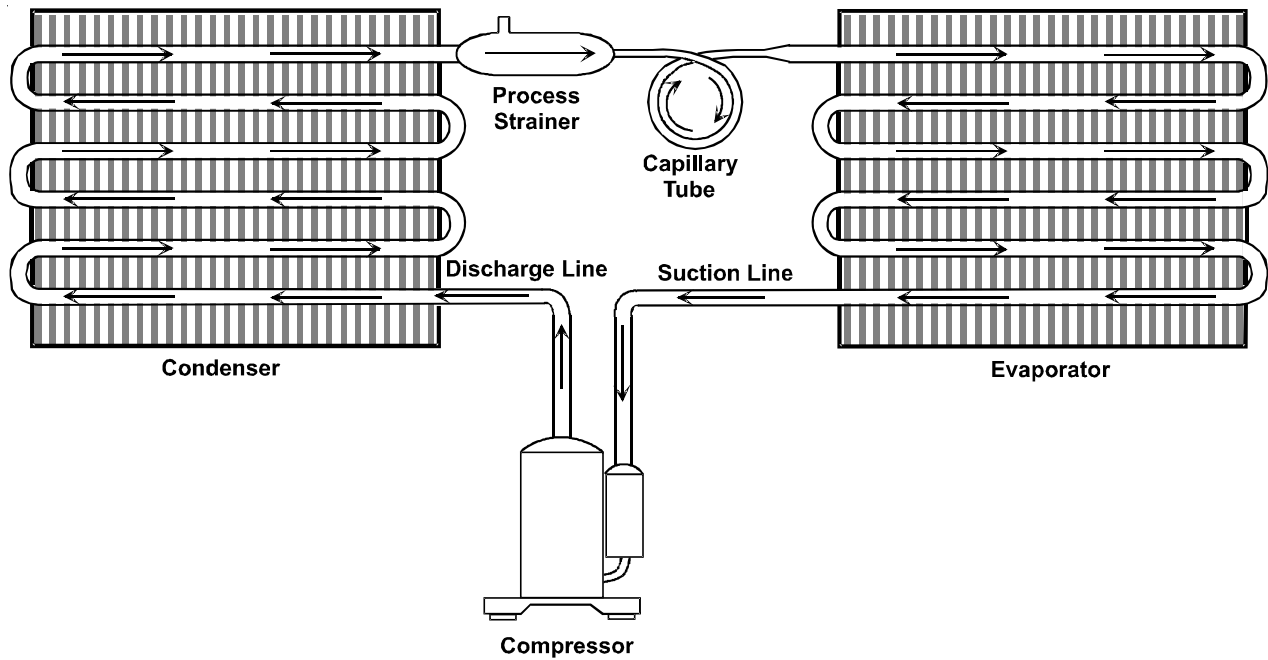 Process
Strainer
Capillary
Tube
Discharge Line
Suction Line
Condenser
Evaporator
Compressor